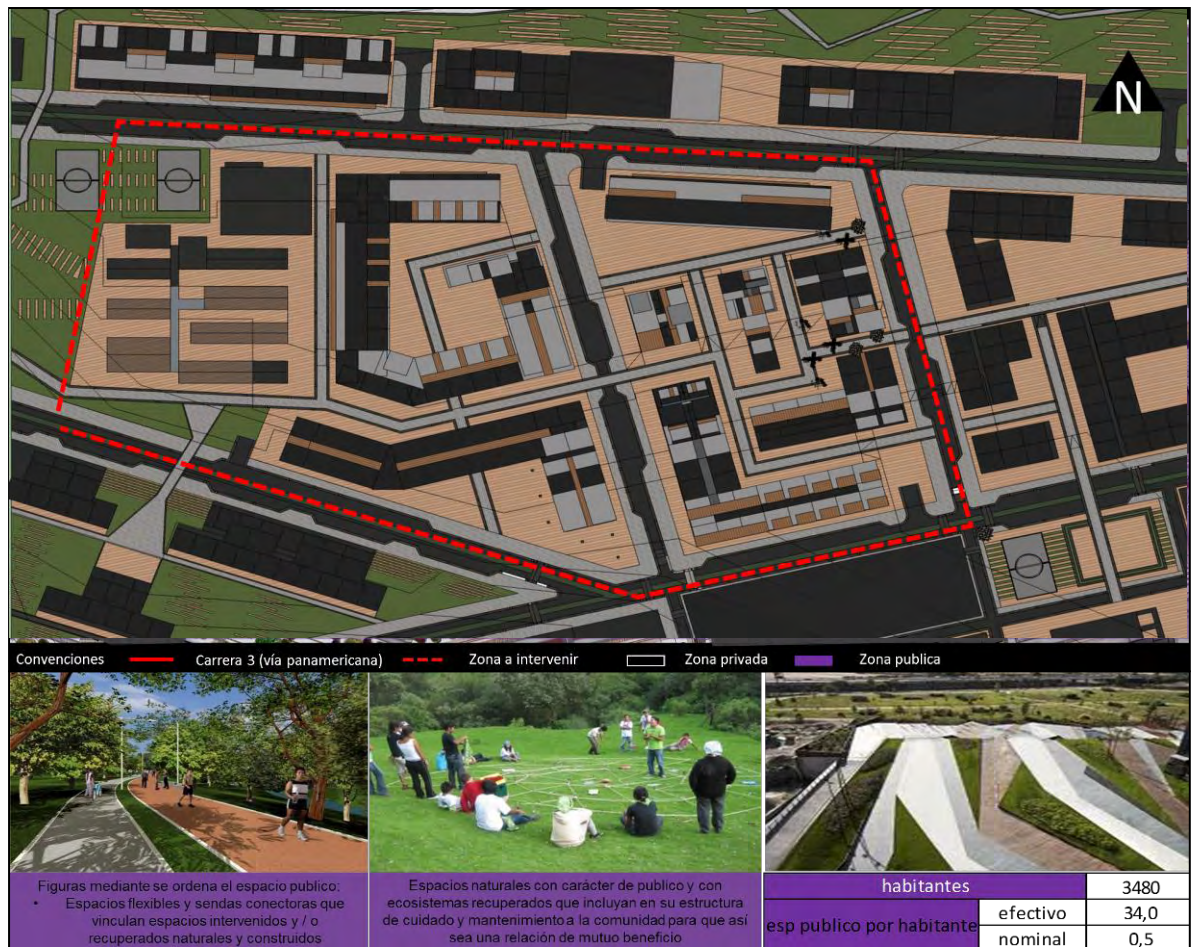 N
Convenciones Carrera 3 (vía panamericana) Zona a intervenir Zona privada Zona publica
Figuras mediante se ordena el espacio publico:
• Espacios flexibles y sendas conectoras que
vinculan espacios intervenidos y / o
recuperados naturales y construidos
Espacios naturales con carácter de publico y con
ecosistemas recuperados que incluyan en su estructura
de cuidado y mantenimiento a la comunidad para que así
sea una relación de mutuo beneficio
habitantes 3480
esp publico por habitante efectivo 34,0
nominal 0,5